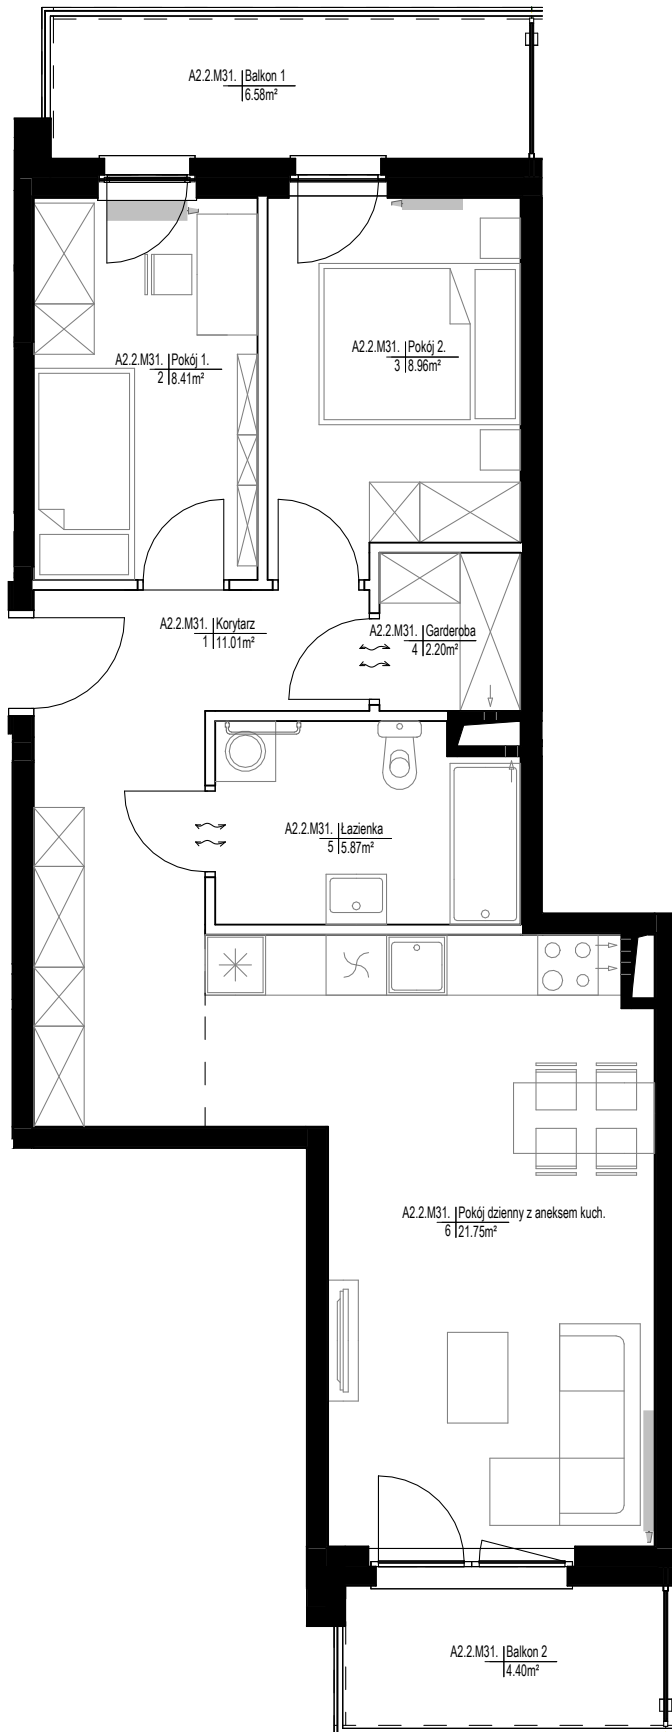 A2.2.M31. Balkon 1
6.58m²
A2.2.M31. Pokój 1.
2 8.41m²
A2.2.M31. Pokój 2.
3 8.96m²
A2.2.M31. Korytarz
1 11.01m²
A2.2.M31. Garderoba
4 2.20m²
A2.2.M31. Łazienka
5 5.87m²
A2.2.M31. Pokój dzienny z aneksem kuch.
6 21.75m²
A2.2.M31. Balkon 2
4.40m²